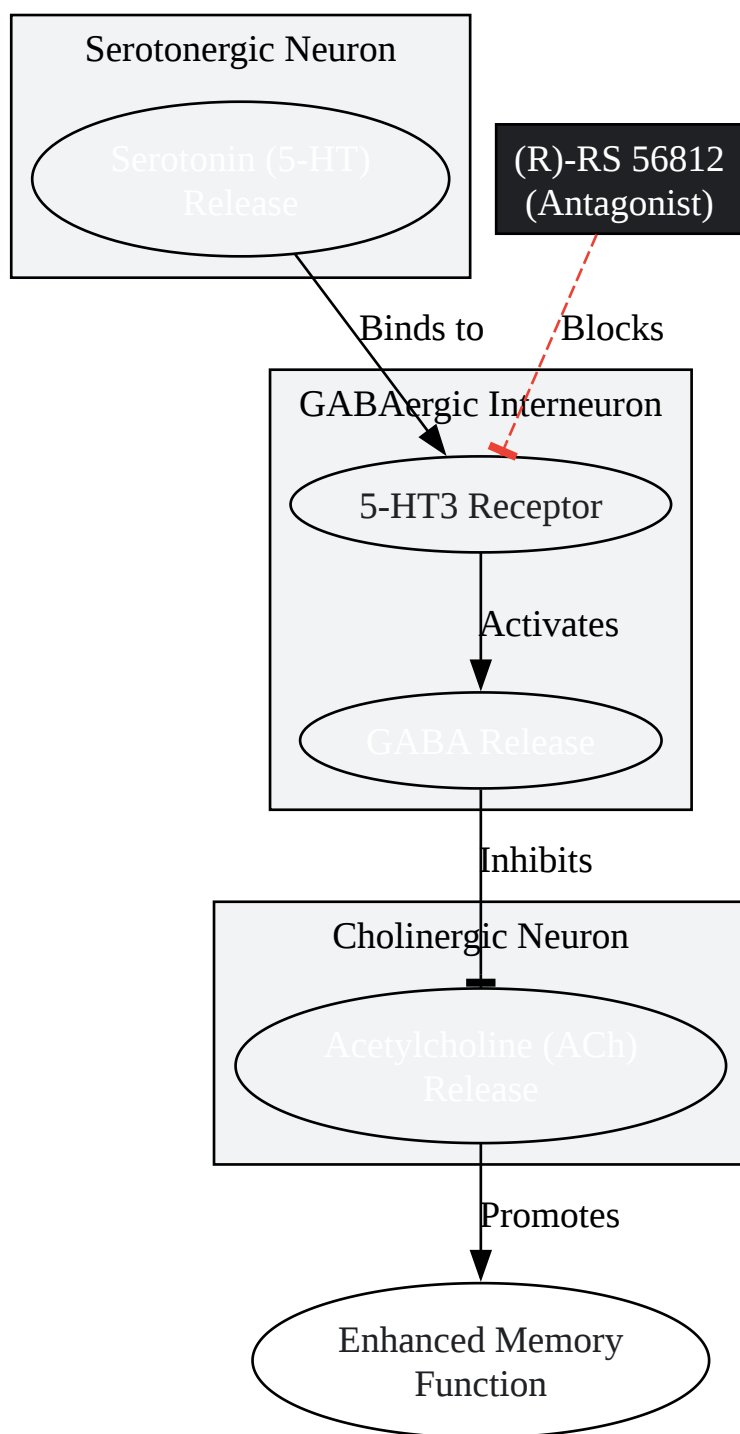 Serotonergic Neuron
Serotonin (5-HT)
Release
(R)-RS 56812
(Antagonist)
Binds to
Blocks
GABAergic Interneuron
5-HT3 Receptor
Activates
GABA Release
Inhibits
Cholinergic Neuron
Acetylcholine (ACh)
Release
Promotes
Enhanced Memory
Function